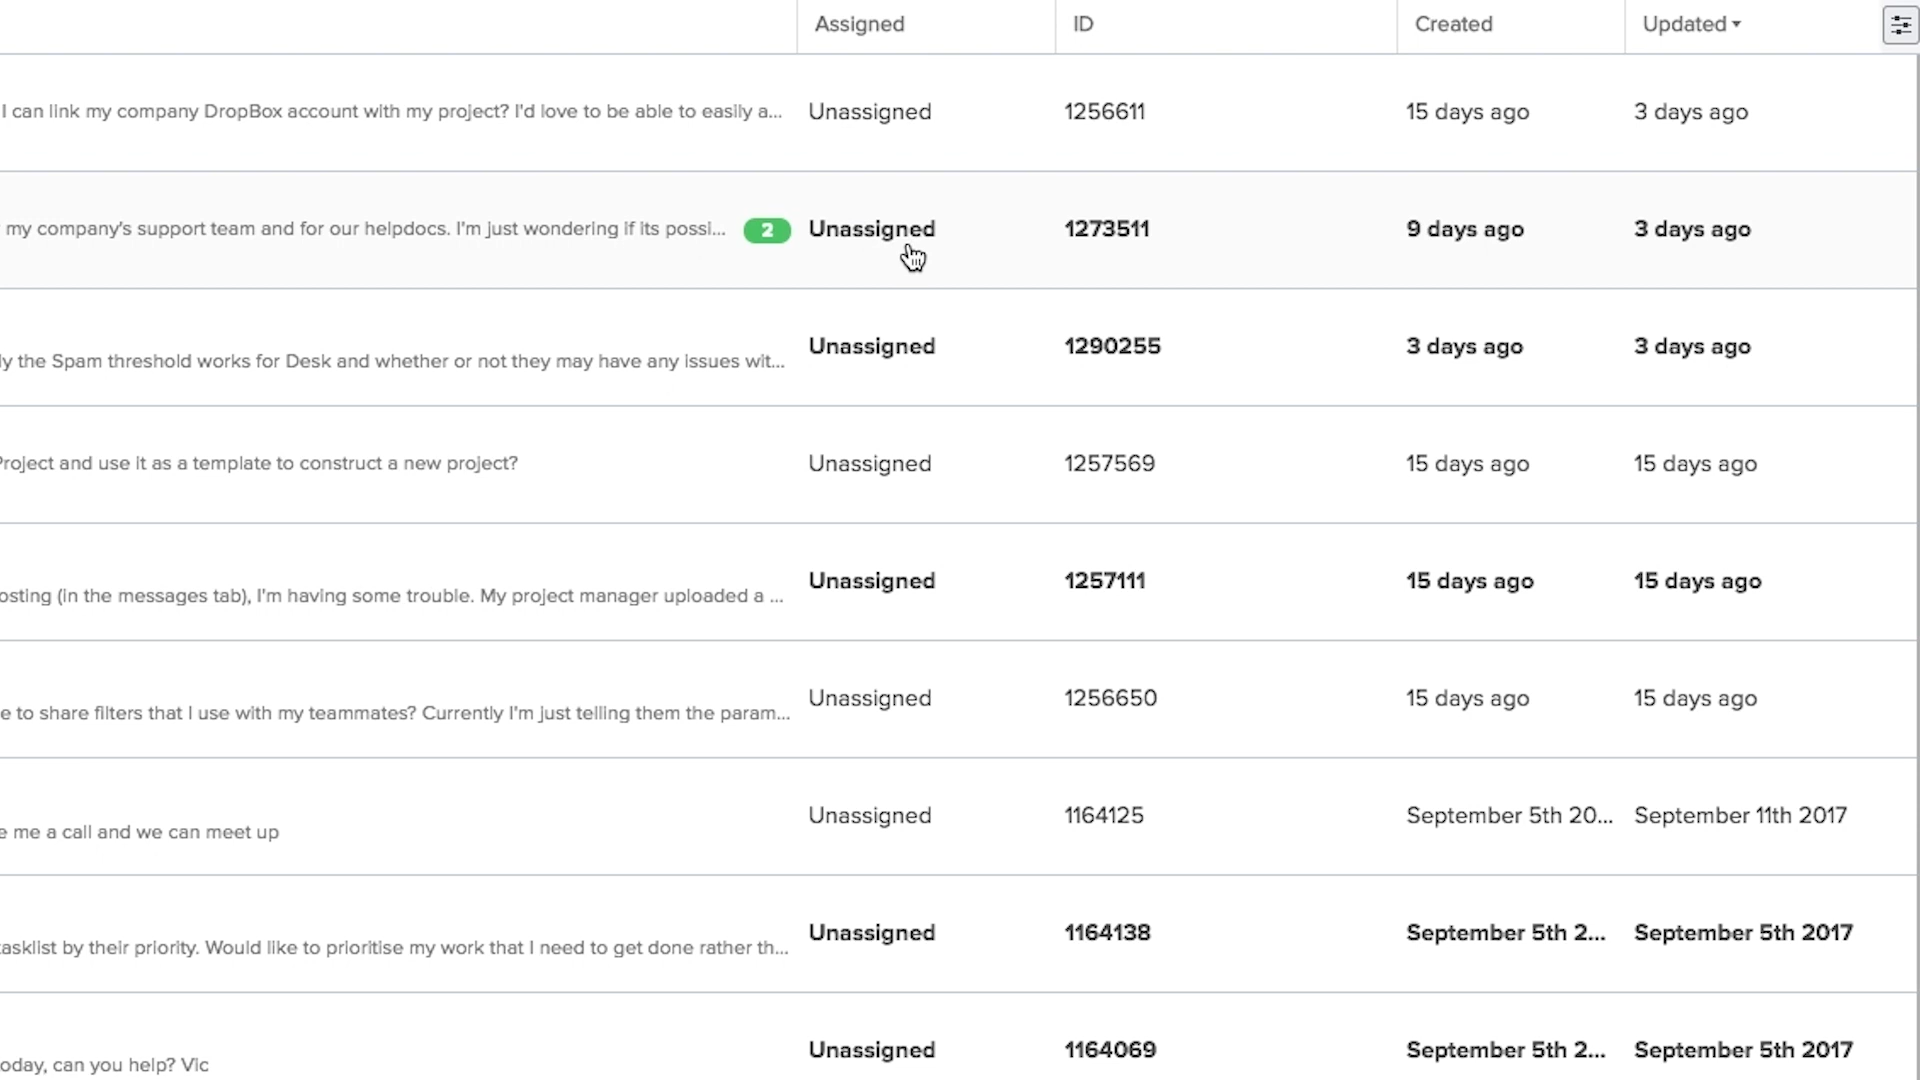 Assigned ID Created Updated
I can link my company DropBox account with my project? I'd love to be able to easily a... Unassigned 1256611 15 days ago 3 days ago
my company's support team and for our helpdocs. I'm just wondering if its possi... 2 Unassigned 1273511 9 days ago 3 days ago
Unassigned 1290255 3 days ago 3 days ago
ly the Spam threshold works for Desk and whether or not they may have any issues wit...
Project and use it as a template to construct a new project? Unassigned 1257569 15 days ago 15 days ago
Unassigned 1257111 15 days ago 15 days ago
osting (in the messages tab), I'm having some trouble. My project manager uploaded a ...
Unassigned 1256650 15 days ago 15 days ago
e to share filters that I use with my teammates? Currently I'm just telling them the param...
Unassigned 1164125 September 5th 20... September 11th 2017
e me a call and we can meet up
Unassigned 1164138 September 5th 2... September 5th 2017
tasklist by their priority. Would like to prioritise my work that I need to get done rather th...
Unassigned 1164069 September 5th 2... September 5th 2017
oday, can you help? Vic